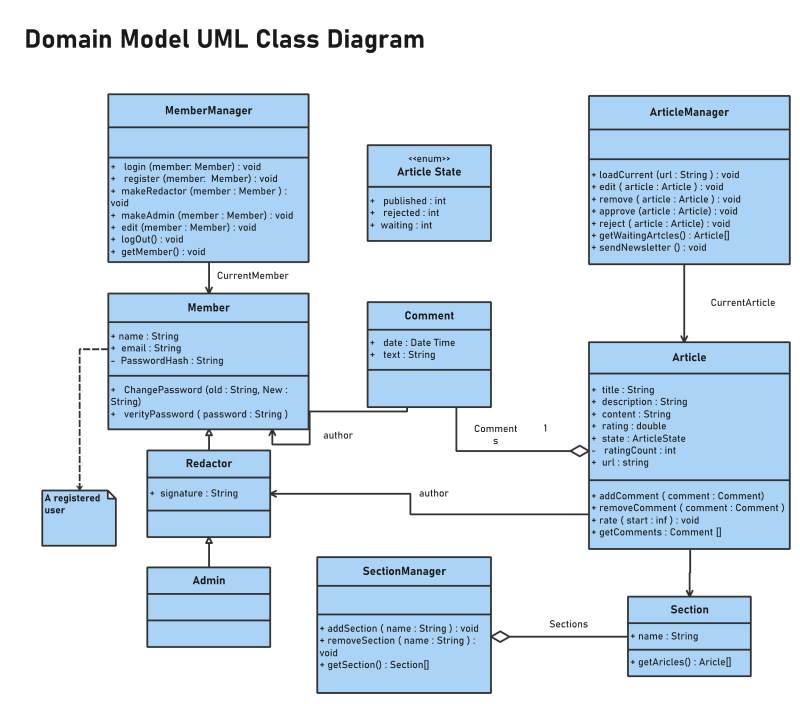 Domain Model UML Class Diagram
MemberManager
+ login (member: Member) : void
+ register (member: Member) : void
+ makeRedactor (member : Member ) :
void
+ makeAdmin (member : Member) : void
+ edit (member : Member) : void
+ logOut() : void
+ getMember() : void
<<enum>>
Article State
+ published : int
+ rejected : int
+ waiting : int
ArticleManager
+ loadCurrent (url : String ) : void
+ edit ( article : Article ) : void
+ remove ( article : Article ) : void
+ approve (article : Article) : void
+ reject ( article : Article) : void
+ getWaitingArtcles() : Article[]
+ sendNewsletter () : void
CurrentMember
CurrentArticle
Member
+ name : String
+ email : String
- PasswordHash : String
+ ChangePassword (old : String, New :
String)
+ verityPassword ( password : String )
Comment
+ date : Date Time
+ text : String
Article
+ title : String
+ description : String
+ content : String
+ rating : double
+ state : ArticleState
- ratingCount : int
+ url : string
+ addComment ( comment : Comment)
+ removeComment ( comment : Comment )
+ rate ( start : inf ) : void
+ getComments : Comment []
author
Comment
s
1
Redactor
+ signature : String
author
A registered
user
Admin
SectionManager
+ addSection ( name : String ) : void
+ removeSection ( name : String ) :
void
+ getSection() : Section[]
Sections
Section
+ name : String
+ getAricles() : Aricle[]